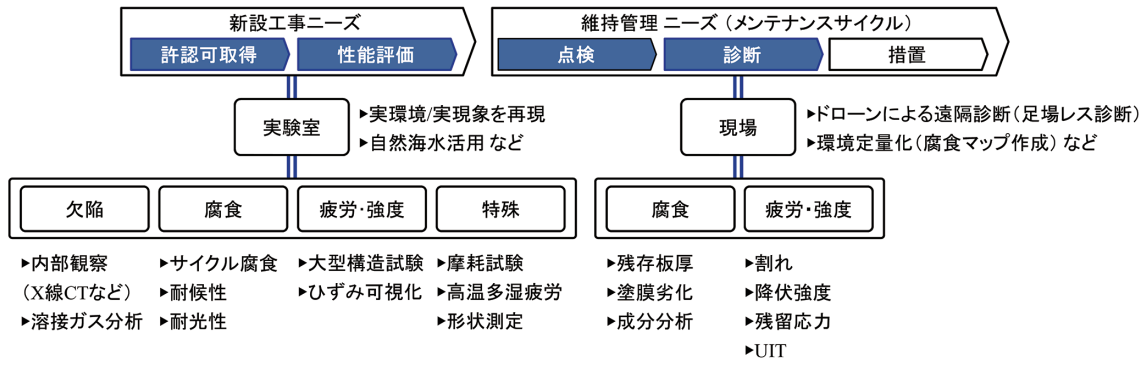 新設工事ニーズ
許認可取得
性能評価
維持管理 ニーズ（メンテナンスサイクル）
点検
診断
措置
実験室
▶実環境/実現象を再現
▶自然海水活用 など
現場
▶ドローンによる遠隔診断（足場レス診断）
▶環境定量化（腐食マップ作成）など
欠陥
腐食
疲労･強度
特殊
腐食
疲労・強度
▶内部観察
（X線CTなど）
▶溶接ガス分析
▶サイクル腐食
▶耐候性
▶耐光性
▶大型構造試験
▶ひずみ可視化
▶摩耗試験
▶高温多湿疲労
▶形状測定
▶残存板厚
▶塗膜劣化
▶成分分析
▶割れ
▶降伏強度
▶残留応力
▶UIT